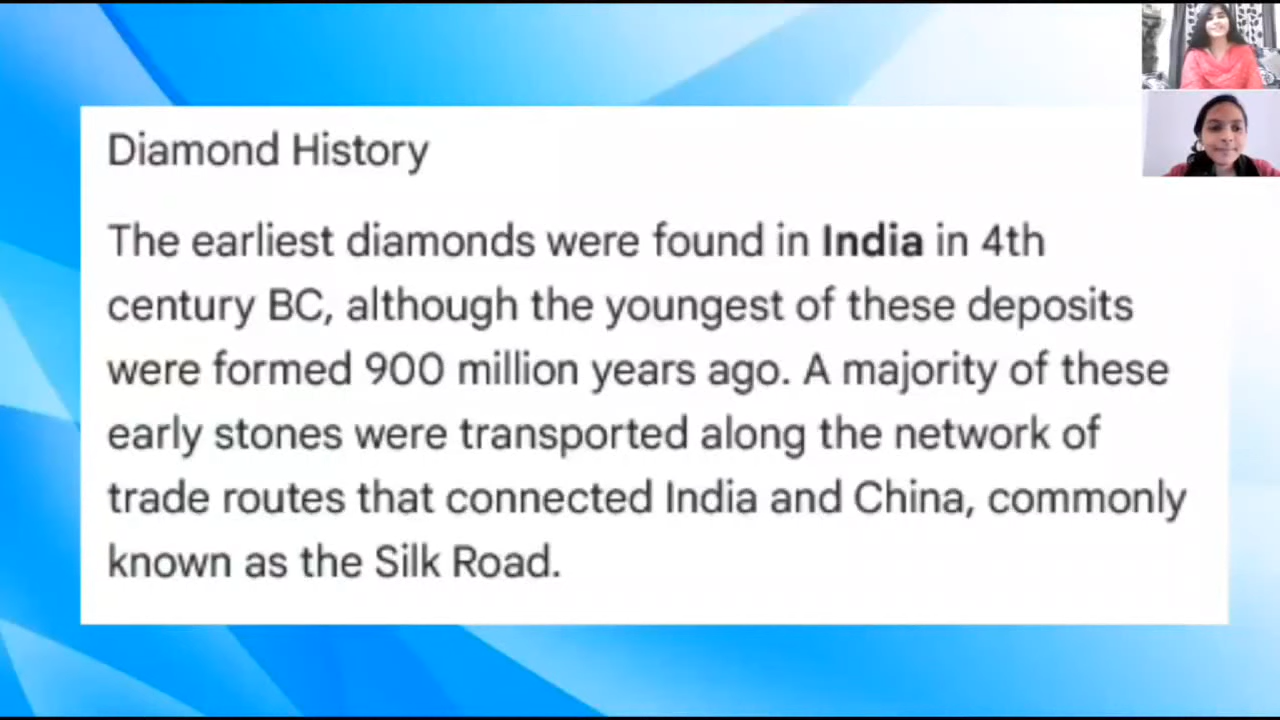 Diamond History
The earliest diamonds were found in India in 4th
century BC, although the youngest of these deposits
were formed 900 million years ago. A majority of these
early stones were transported along the network of
trade routes that connected India and China, commonly
known as the Silk Road.